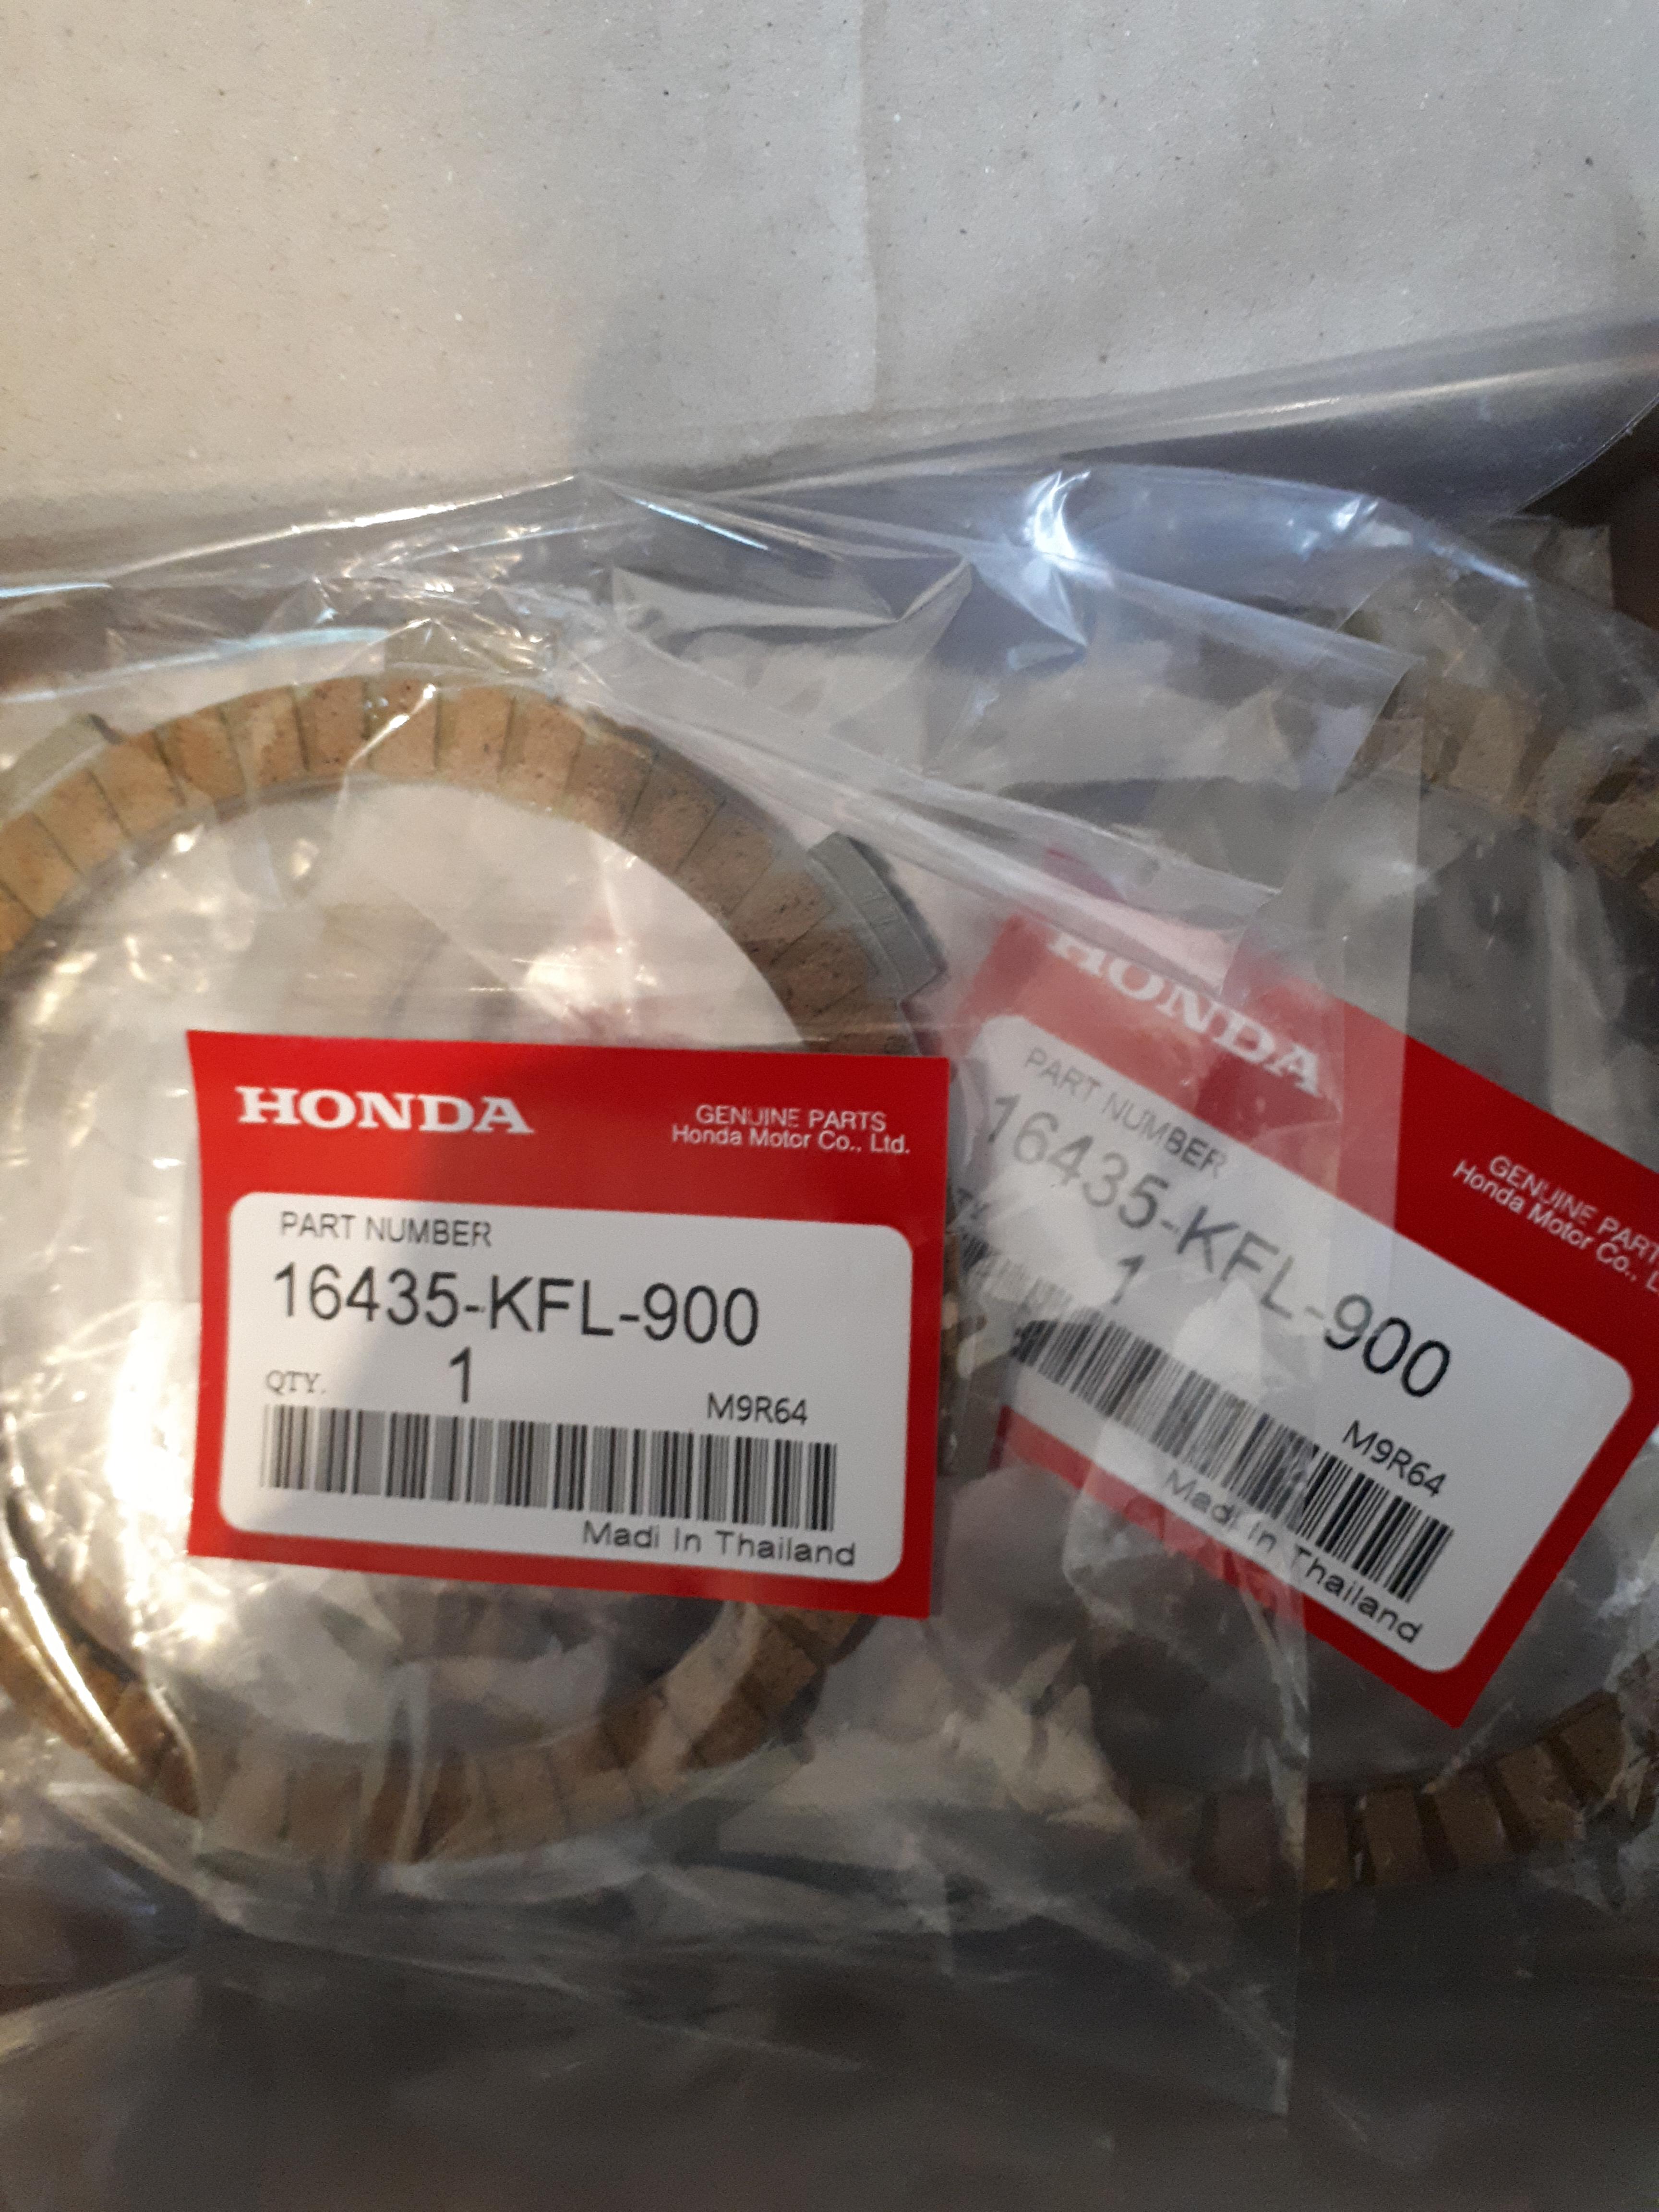 HONDA
GENUINE PARTS
Honda Motor Co., Ltd.
PART NUMBER
16435-KFL-900
QTY. 1
M9R64
Madi In Thailand
HONDA
GENUINE PART
Honda Motor Co., L
PART NUMBER
16435-KFL-900
1
M9R64
Madi In Thailand